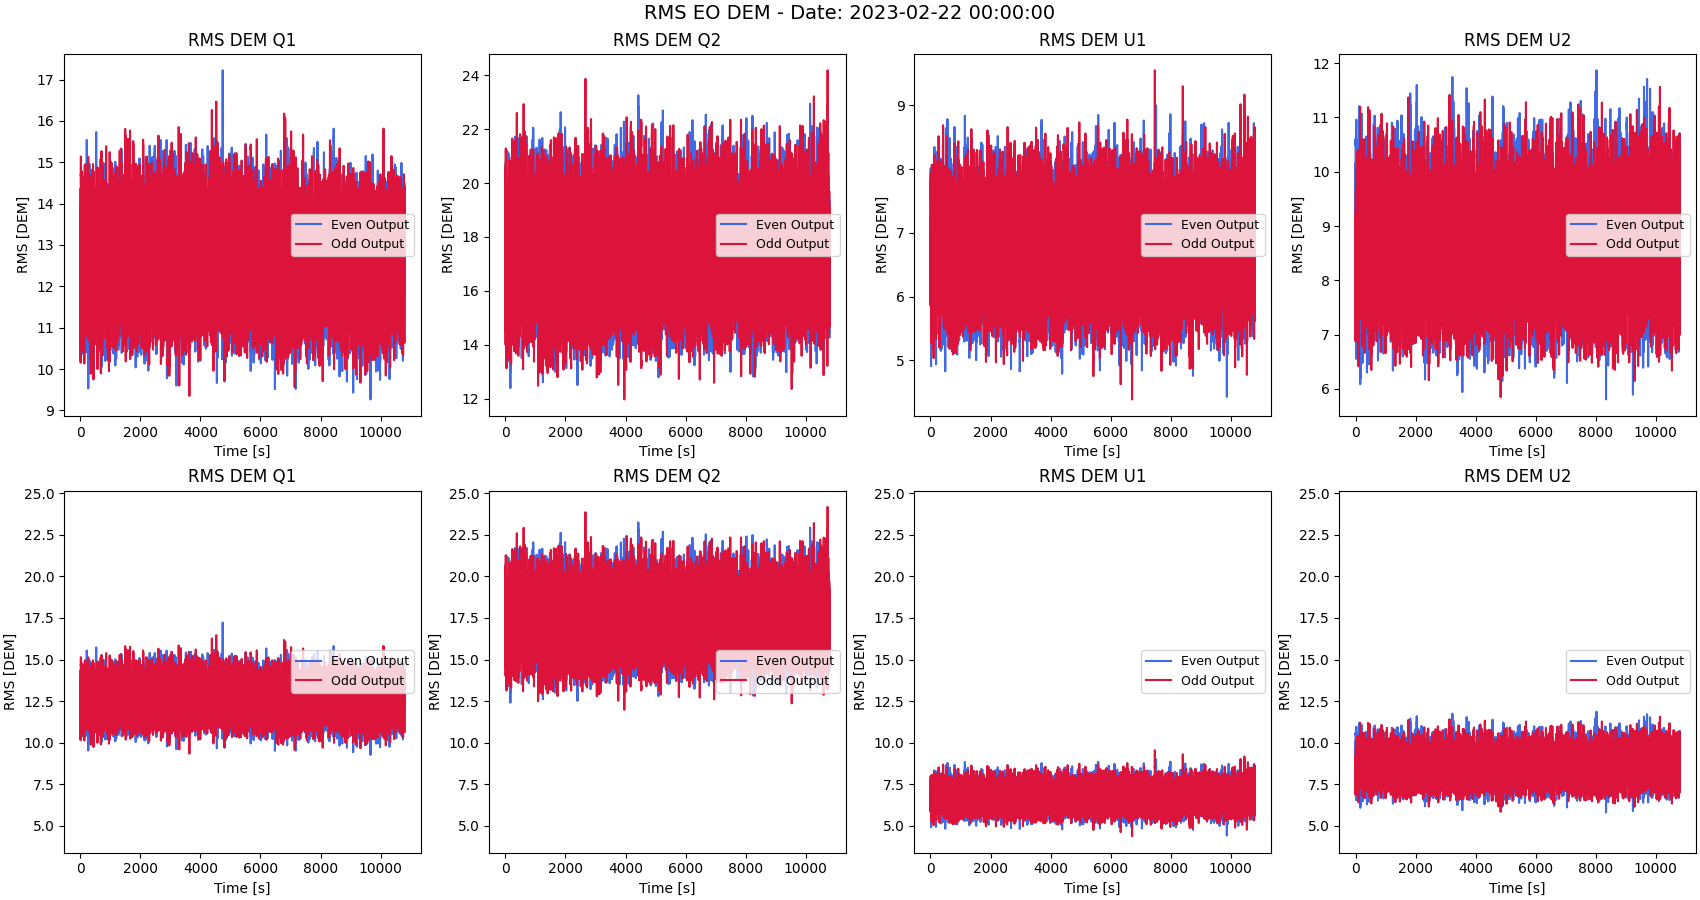 RMS EO DEM - Date: 2023-02-22 00:00:00
RMS DEM Q1
RMS [DEM]
17
16
15
14
13
12
11
10
9
0 2000 4000 6000 8000 10000
Time [s]
Even Output
Odd Output
RMS DEM Q2
RMS [DEM]
24
22
20
18
16
14
12
0 2000 4000 6000 8000 10000
Time [s]
Even Output
Odd Output
RMS DEM U1
RMS [DEM]
9
8
7
6
5
0 2000 4000 6000 8000 10000
Time [s]
Even Output
Odd Output
RMS DEM U2
RMS [DEM]
12
11
10
9
8
7
6
0 2000 4000 6000 8000 10000
Time [s]
Even Output
Odd Output
RMS DEM Q1
RMS [DEM]
25.0
22.5
20.0
17.5
15.0
12.5
10.0
7.5
5.0
0 2000 4000 6000 8000 10000
Time [s]
Even Output
Odd Output
RMS DEM Q2
RMS [DEM]
25.0
22.5
20.0
17.5
15.0
12.5
10.0
7.5
5.0
0 2000 4000 6000 8000 10000
Time [s]
Even Output
Odd Output
RMS DEM U1
RMS [DEM]
25.0
22.5
20.0
17.5
15.0
12.5
10.0
7.5
5.0
0 2000 4000 6000 8000 10000
Time [s]
Even Output
Odd Output
RMS DEM U2
RMS [DEM]
25.0
22.5
20.0
17.5
15.0
12.5
10.0
7.5
5.0
0 2000 4000 6000 8000 10000
Time [s]
Even Output
Odd Output